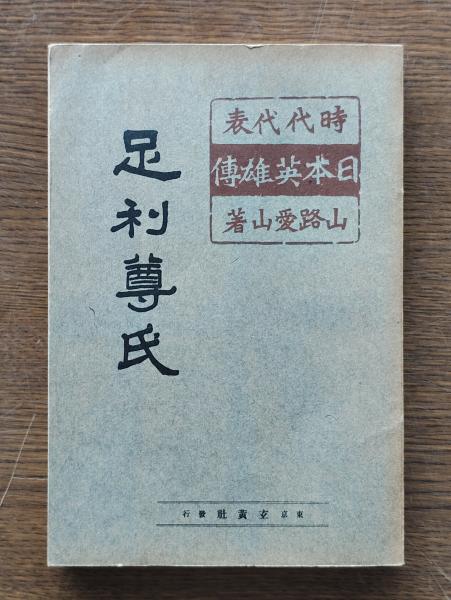 時代代表
日本英雄傳
山路愛山著
足利尊氏
東京 玄黃社 發行